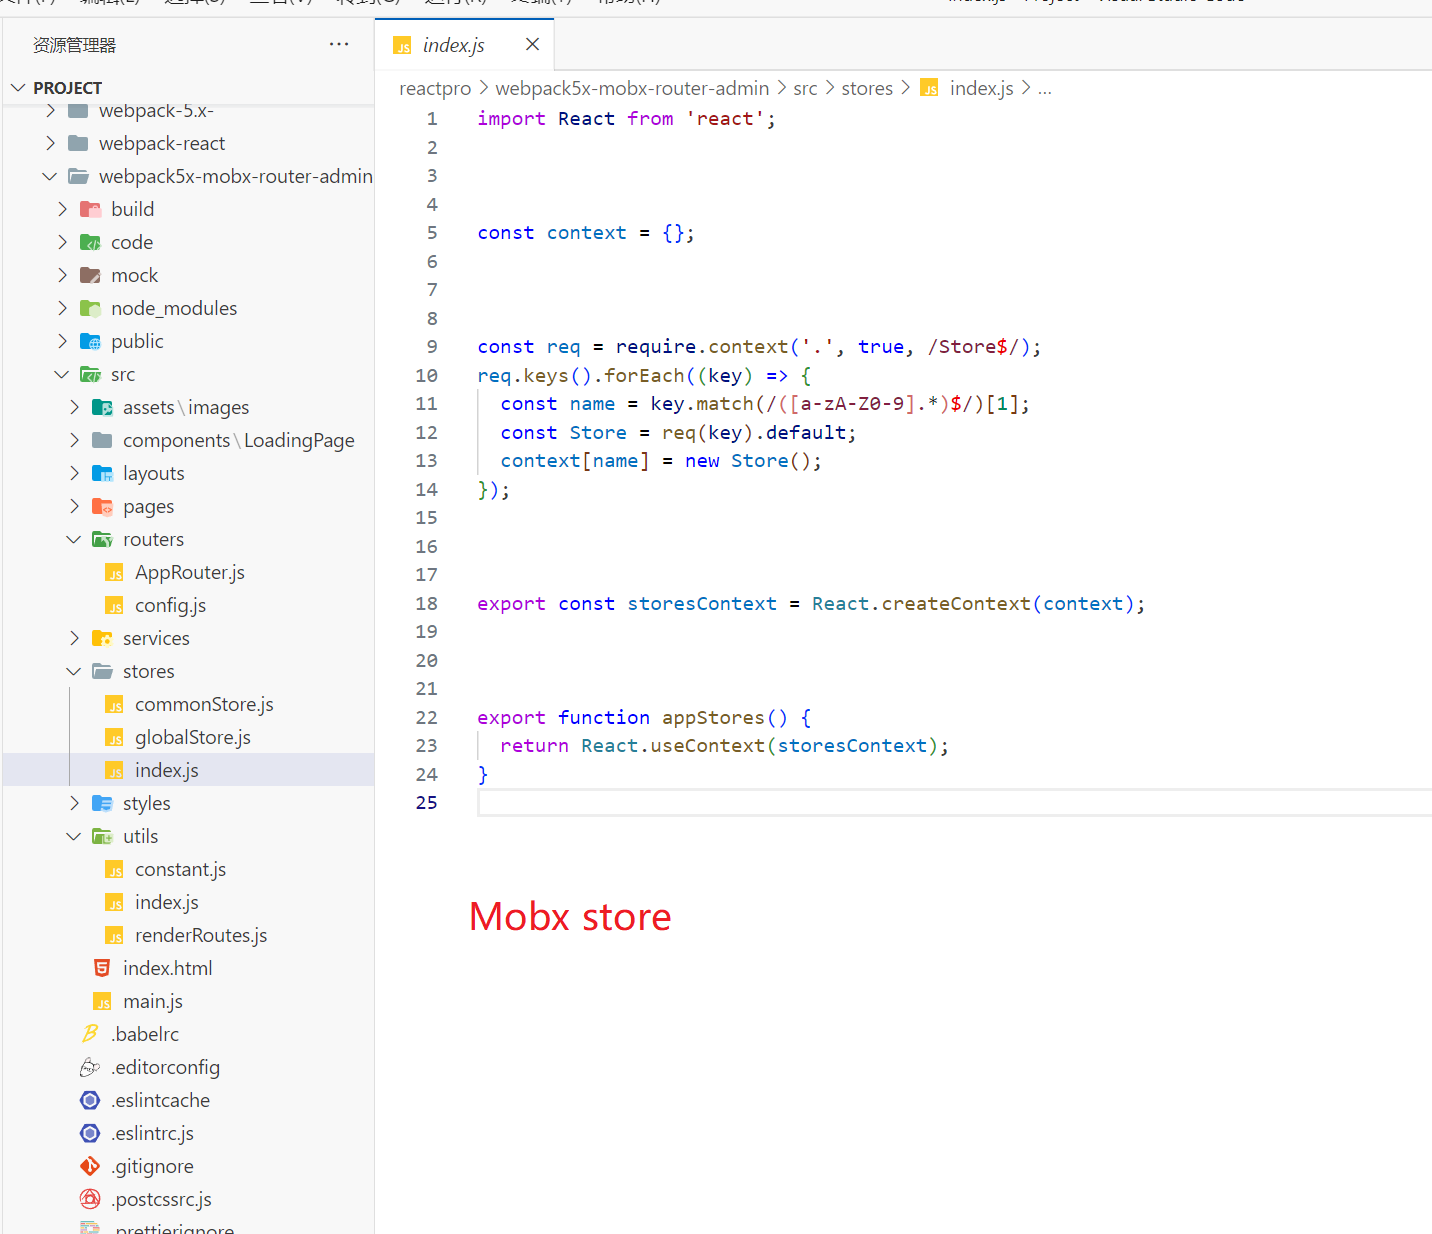 资源管理器
PROJECT
webpack-5.x-
webpack-react
webpack5x-mobx-router-admin
build
code
mock
node_modules
public
src
assets\images
components\LoadingPage
layouts
pages
routers
AppRouter.js
config.js
services
stores
commonStore.js
globalStore.js
index.js
styles
utils
constant.js
index.js
renderRoutes.js
index.html
main.js
.babelrc
.editorconfig
.eslintcache
.eslintrc.js
.gitignore
.postcssrc.js
.prettierignore
index.js
reactpro > webpack5x-mobx-router-admin > src > stores > index.js > ...
1 import React from 'react';
2
3
4
5 const context = {};
6
7
8
9 const req = require.context('.', true, /Store$/);
10 req.keys().forEach((key) => {
11 const name = key.match(/([a-zA-Z0-9].*)$/)[1];
12 const Store = req(key).default;
13 context[name] = new Store();
14 });
15
16
17
18 export const storesContext = React.createContext(context);
19
20
21
22 export function appStores() {
23 return React.useContext(storesContext);
24 }
25
Mobx store